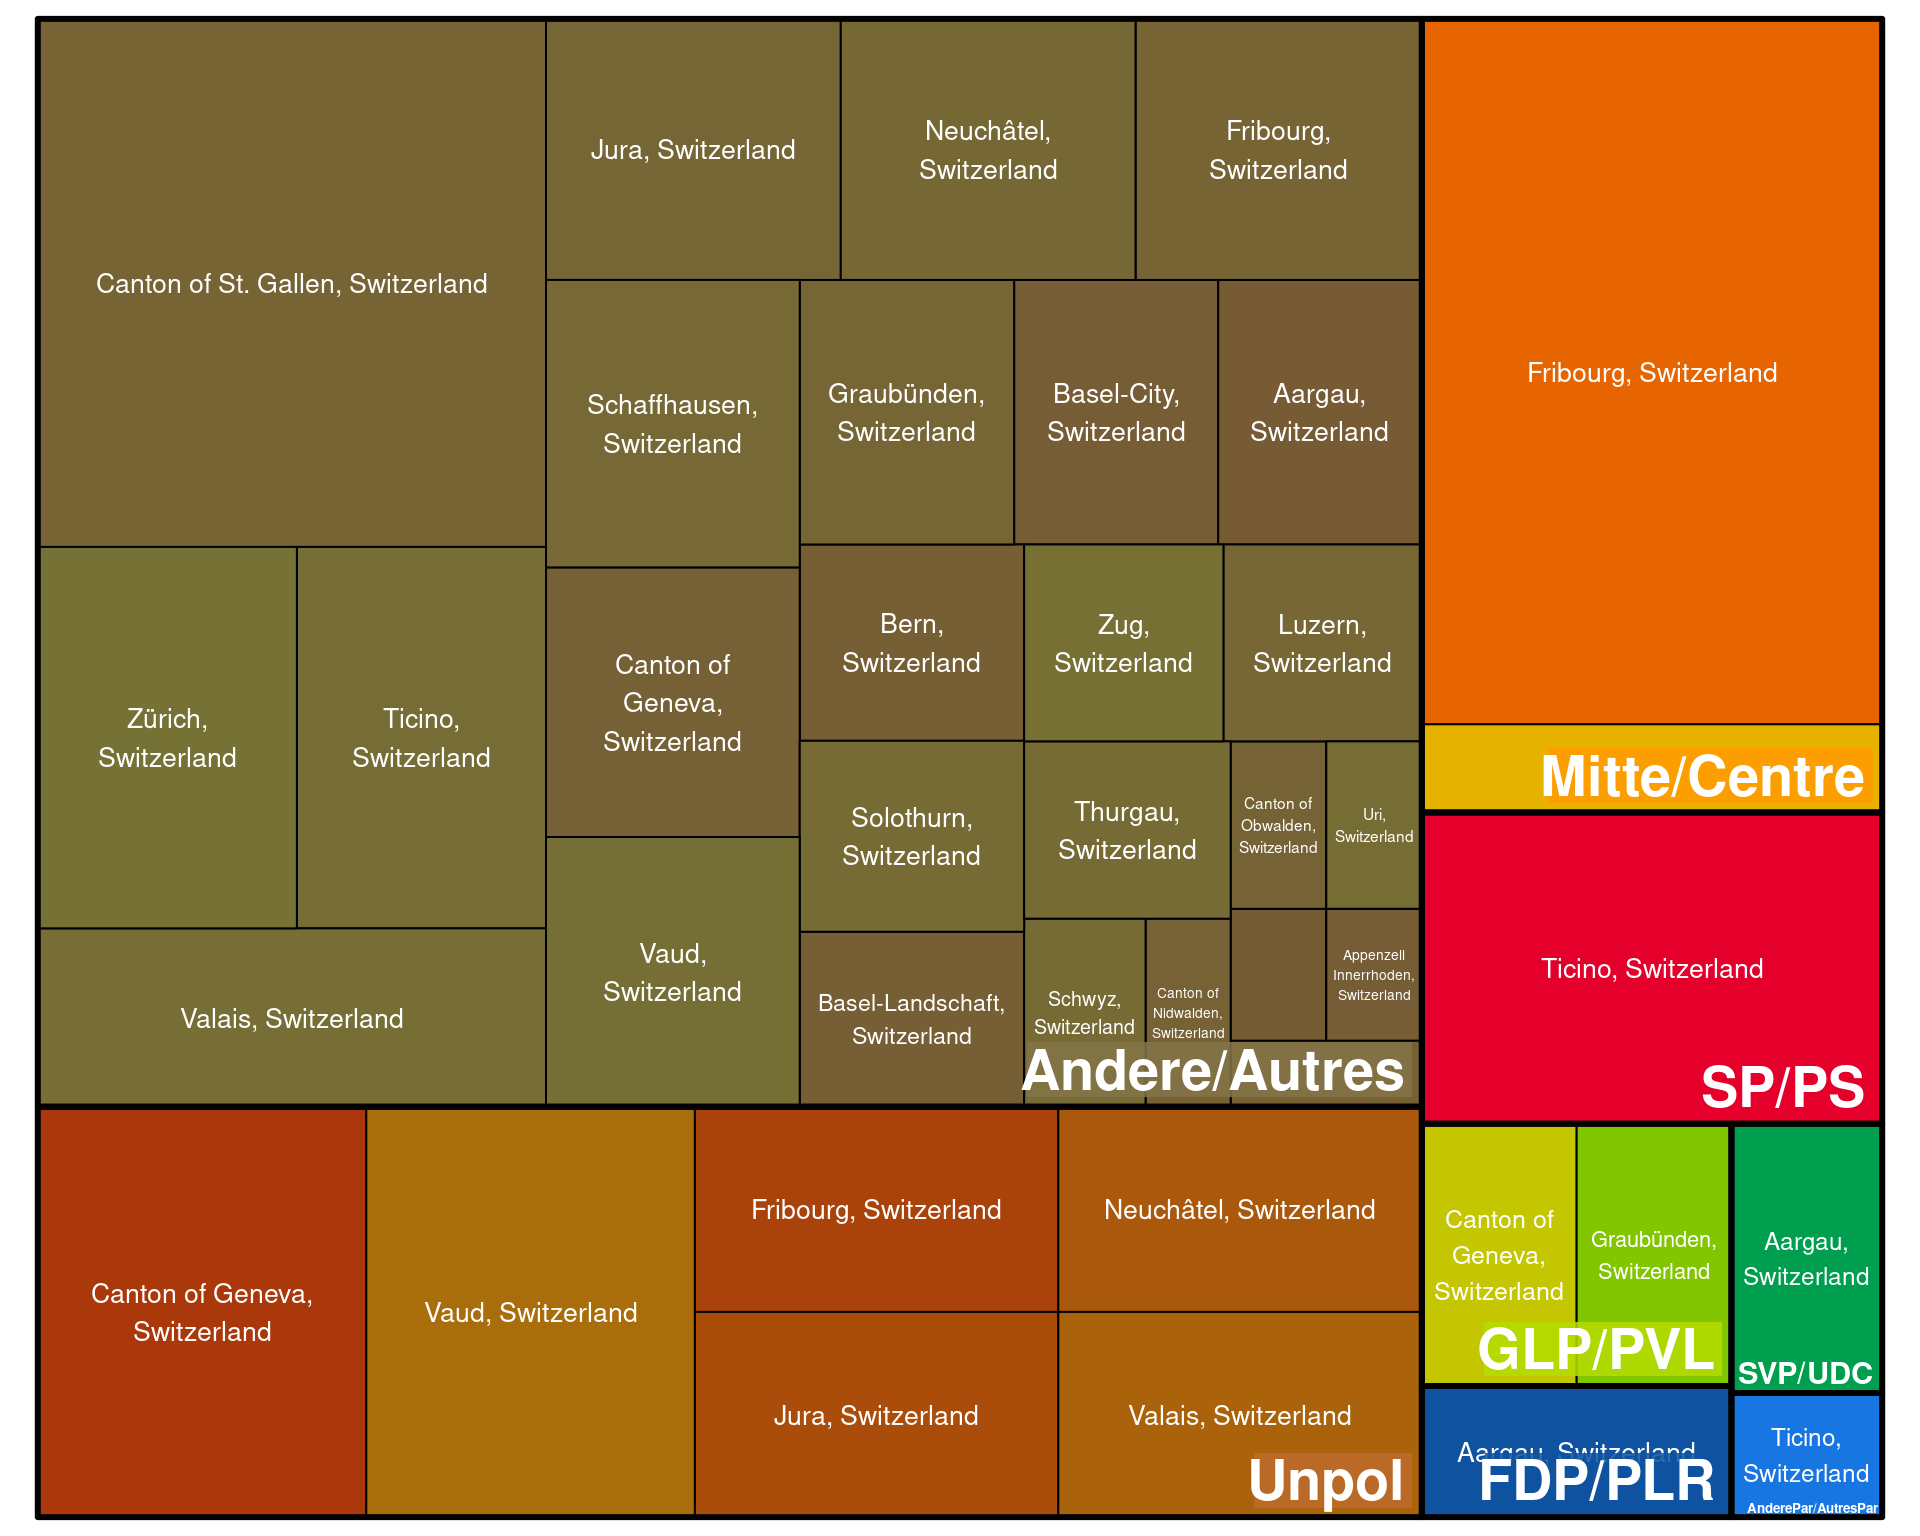 Canton of St. Gallen, Switzerland
Jura, Switzerland
Neuchâtel,
Switzerland
Fribourg,
Switzerland
Schaffhausen,
Switzerland
Graubünden,
Switzerland
Basel-City,
Switzerland
Aargau,
Switzerland
Zürich,
Switzerland
Ticino,
Switzerland
Canton of
Geneva,
Switzerland
Bern,
Switzerland
Zug,
Switzerland
Luzern,
Switzerland
Solothurn,
Switzerland
Thurgau,
Switzerland
Canton of
Obwalden,
Switzerland
Uri,
Switzerland
Valais, Switzerland
Vaud,
Switzerland
Basel-Landschaft,
Switzerland
Schwyz,
Switzerland
Canton of
Nidwalden,
Switzerland
Appenzell
Innerrhoden,
Switzerland
Andere/Autres
Canton of Geneva,
Switzerland
Vaud, Switzerland
Fribourg, Switzerland
Neuchâtel, Switzerland
Jura, Switzerland
Valais, Switzerland
Unpol
Fribourg, Switzerland
Mitte/Centre
Ticino, Switzerland
SP/PS
Canton of
Geneva,
Switzerland
Graubünden,
Switzerland
GLP/PVL
Aargau,
Switzerland
SVP/UDC
Aargau, Switzerland
FDP/PLR
Ticino,
Switzerland
AnderePar/AutresPar